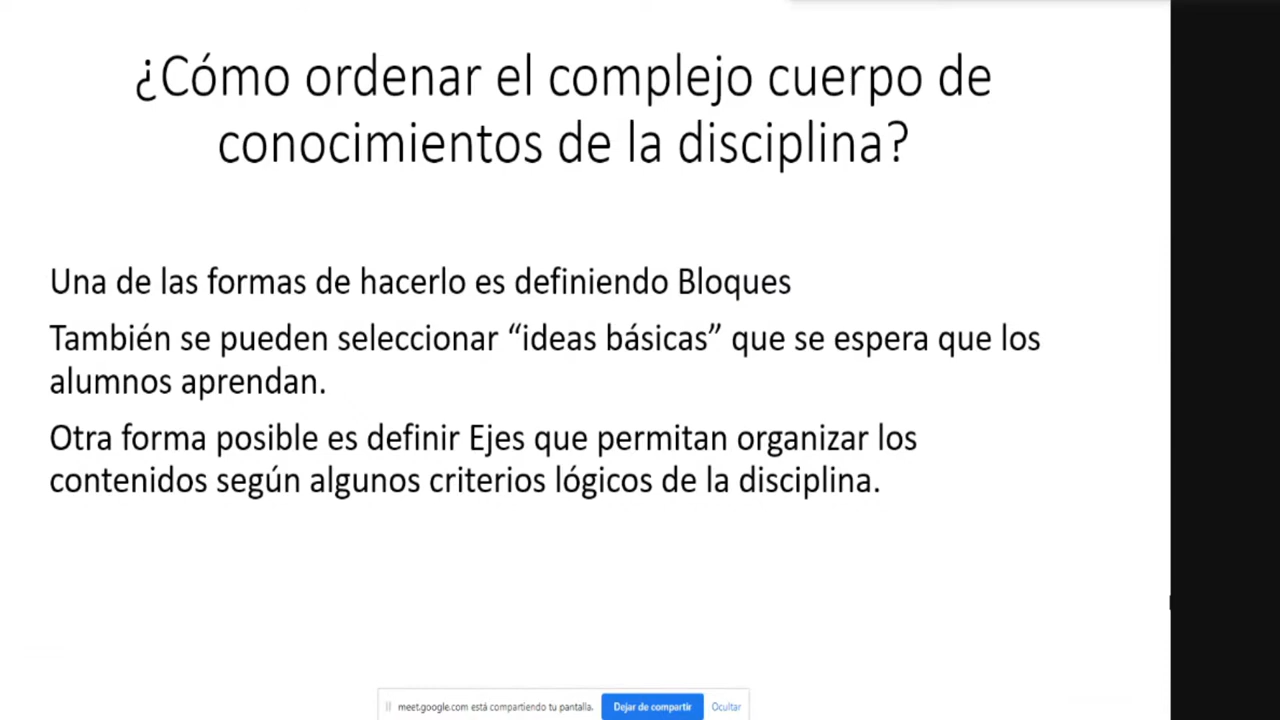 ¿Cómo ordenar el complejo cuerpo de
conocimientos de la disciplina?
Una de las formas de hacerlo es definiendo Bloques
También se pueden seleccionar “ideas básicas” que se espera que los
alumnos aprendan.
Otra forma posible es definir Ejes que permitan organizar los
contenidos según algunos criterios lógicos de la disciplina.
meet.google.com está compartiendo tu pantalla. Dejar de compartir Ocultar